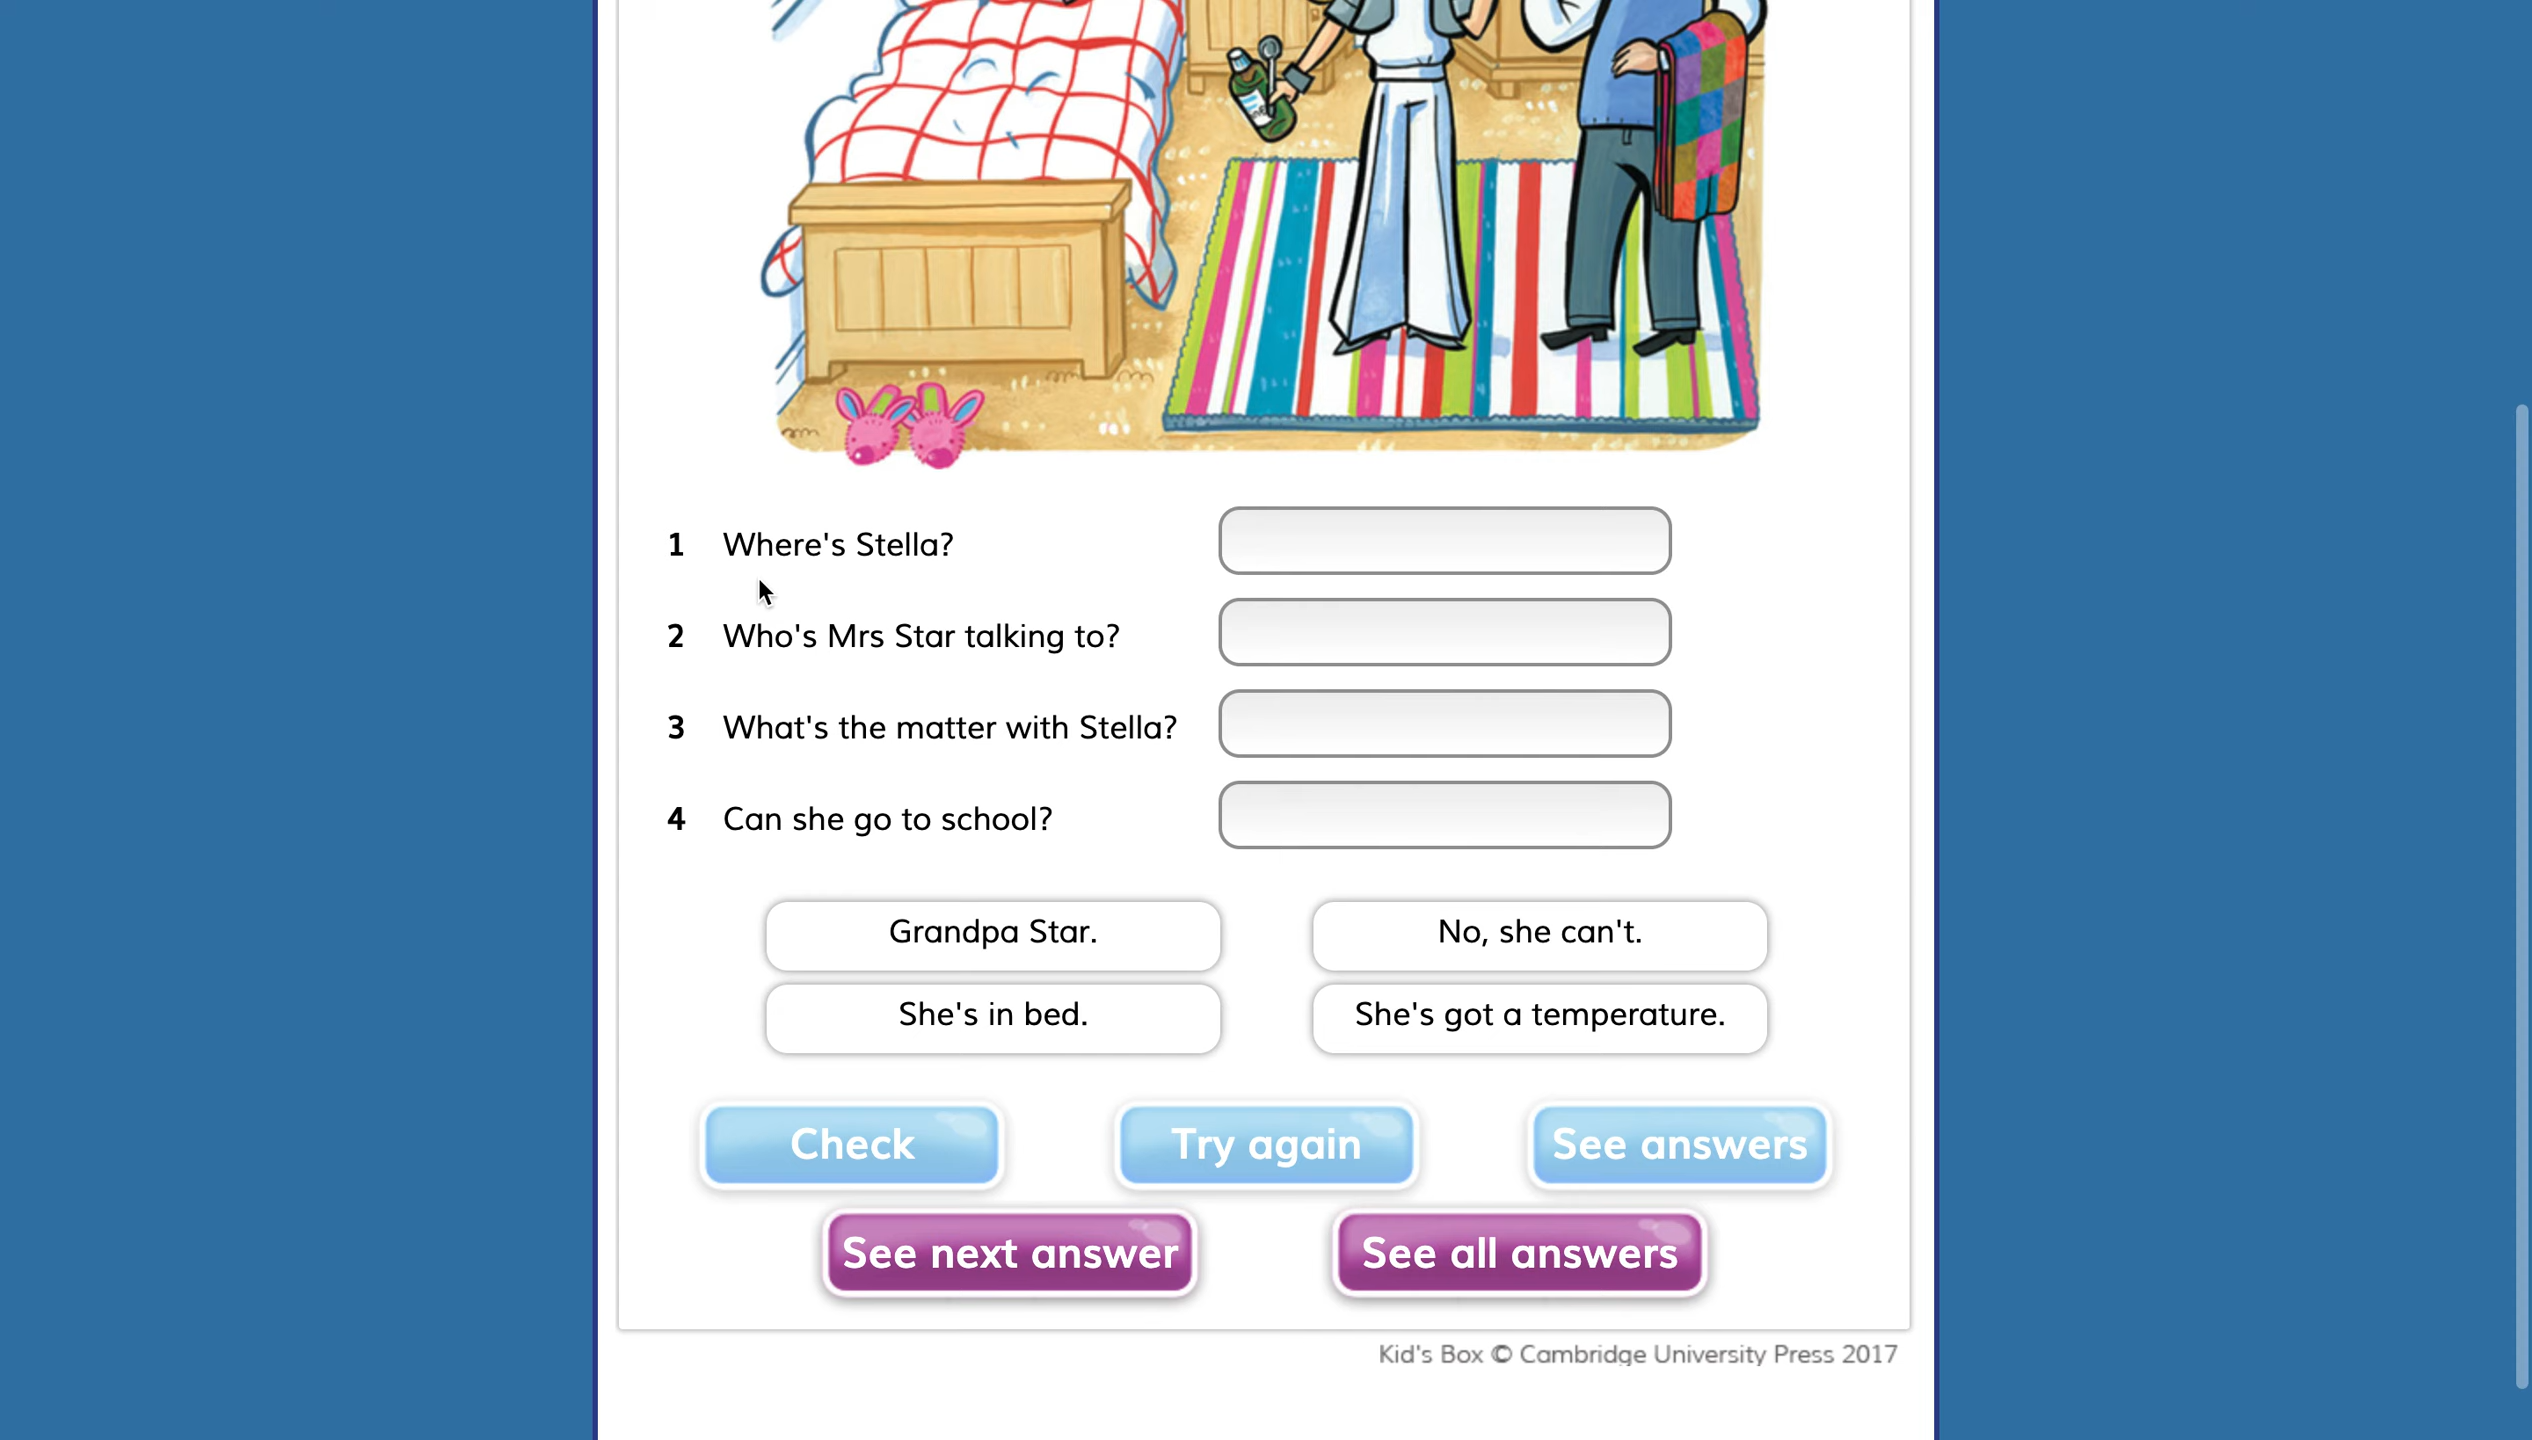 1 Where's Stella?
2 Who's Mrs Star talking to?
3 What's the matter with Stella?
4 Can she go to school?
Grandpa Star. No, she can't.
She's in bed. She's got a temperature.
Check Try again See answers
See next answer See all answers
Kid's Box © Cambridge University Press 2017